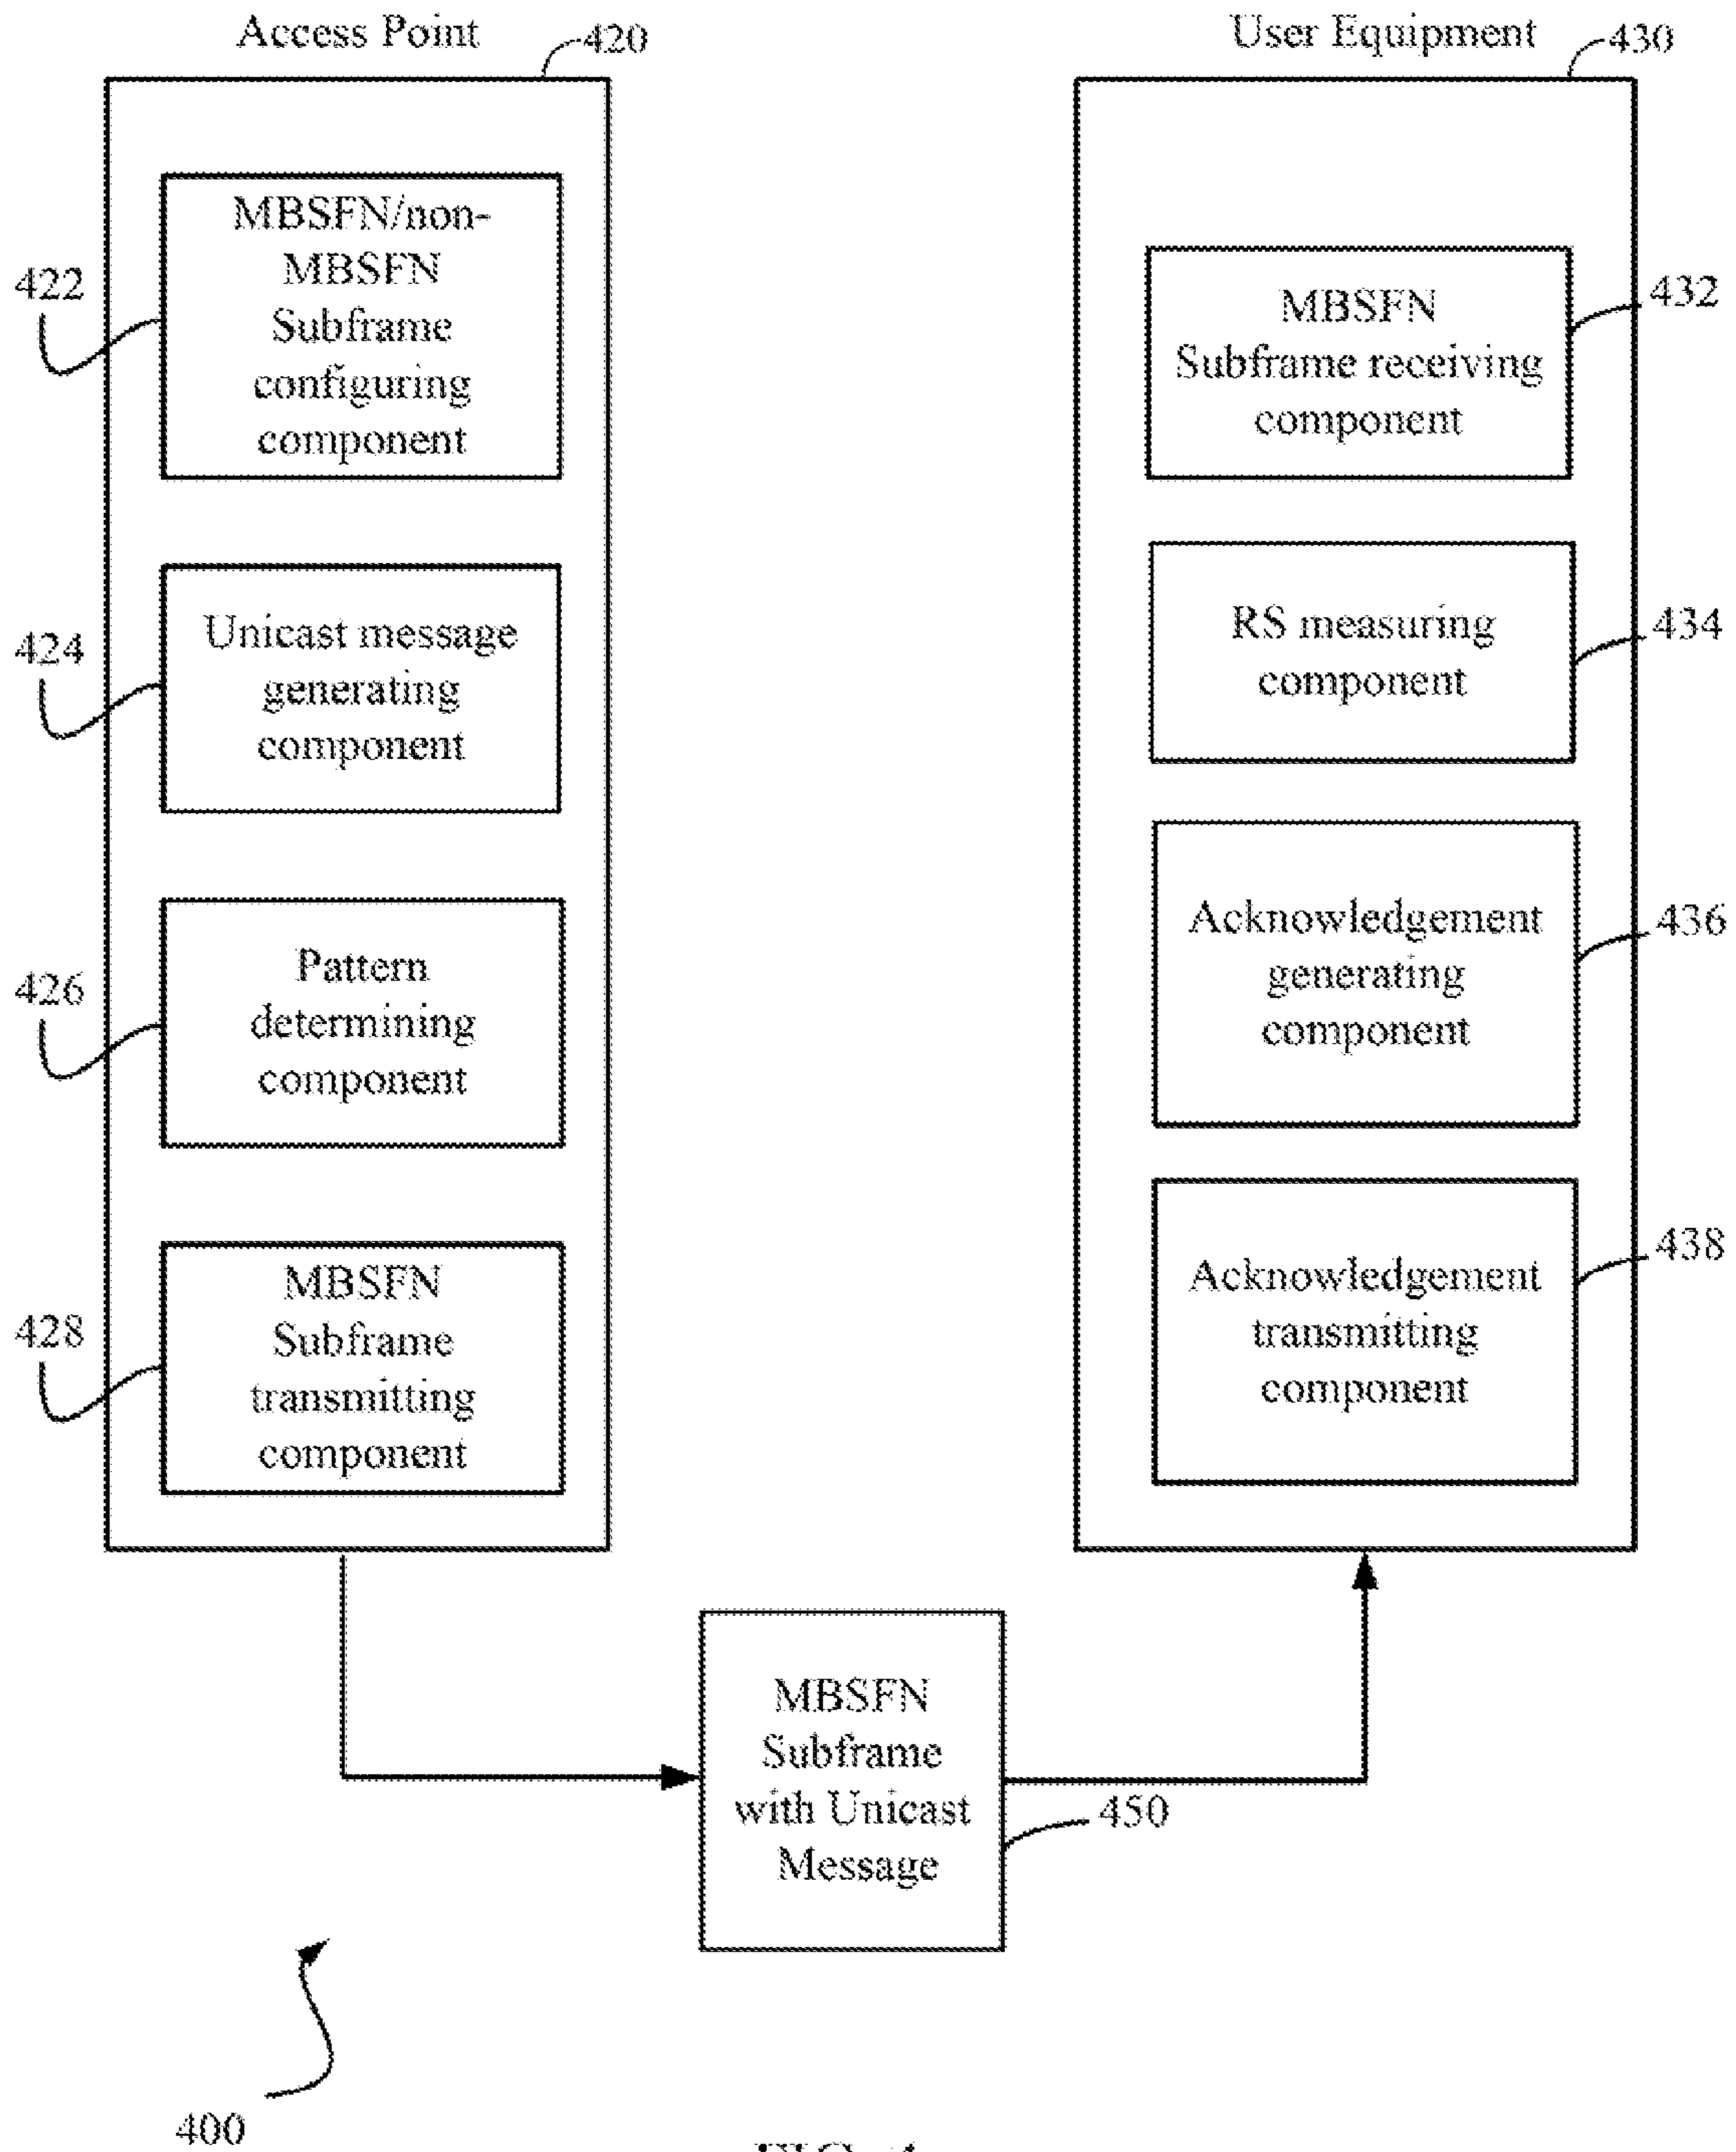 Access Point
420
MBSFN/non-
MBSFN
Subframe
configuring
component
422
Unicast message
generating
component
424
Pattern
determining
component
426
MBSFN
Subframe
transmitting
component
428
User Equipment
430
MBSFN
Subframe receiving
component
432
RS measuring
component
434
Acknowledgement
generating
component
436
Acknowledgement
transmitting
component
438
MBSFN
Subframe
with Unicast
Message
450
400